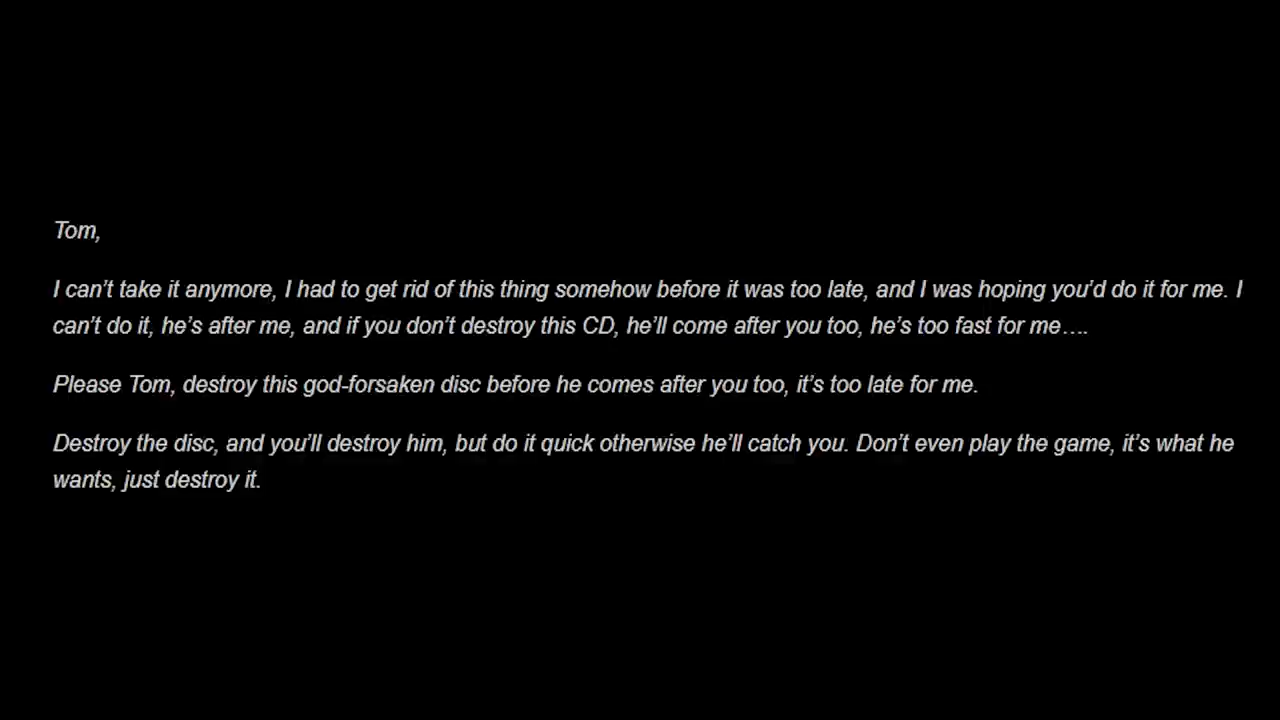 Tom,
I can’t take it anymore, I had to get rid of this thing somehow before it was too late, and I was hoping you’d do it for me. I
can’t do it, he’s after me, and if you don’t destroy this CD, he’ll come after you too, he’s too fast for me….
Please Tom, destroy this god-forsaken disc before he comes after you too, it’s too late for me.
Destroy the disc, and you’ll destroy him, but do it quick otherwise he’ll catch you. Don’t even play the game, it’s what he
wants, just destroy it.